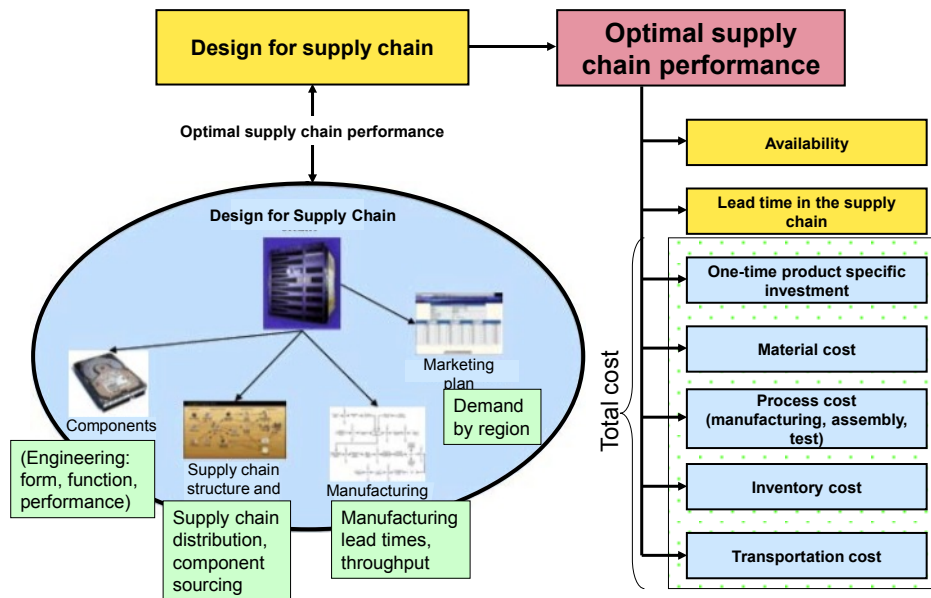 Design for supply chain
Optimal supply
chain performance
Optimal supply chain performance
Availability
Lead time in the supply
chain
Design for Supply Chain
One-time product specific
investment
Marketing
plan
Material cost
Components
Demand
by region
Total cost
Process cost
(manufacturing, assembly,
test)
(Engineering:
form, function,
performance)
Supply chain
structure and
Manufacturing
Inventory cost
Supply chain
distribution,
component
sourcing
Manufacturing
lead times,
throughput
Transportation cost